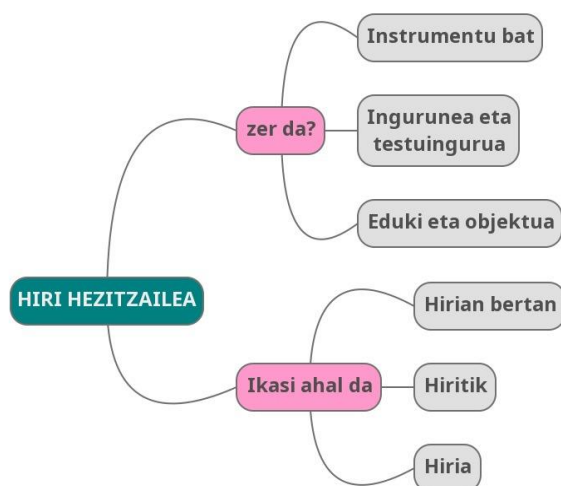 HIRI HEZITZAILEA
zer da?
Instrumentu bat
Ingurunea eta
testuingurua
Eduki eta objektua
Ikasi ahal da
Hirian bertan
Hiritik
Hiria